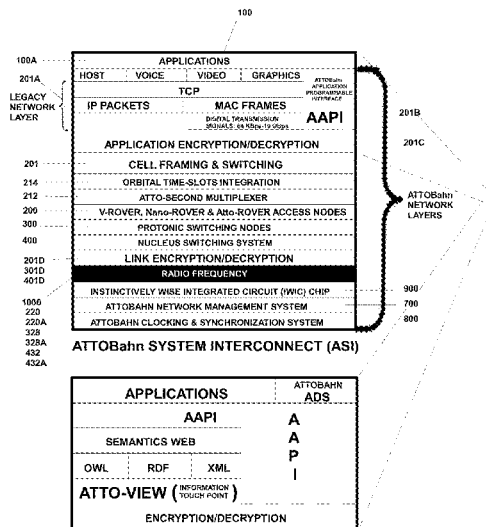 100
100A
APPLICATIONS
201A
HOST VOICE VIDEO GRAPHICS
ATTOBahn
APPLICATION
PROGRAMMABLE
INTERFACE
AAPI
LEGACY
NETWORK
LAYER
TCP
IP PACKETS MAC FRAMES
DIGITAL TRANSMISSION
201B
201C
APPLICATION ENCRYPTION/DECRYPTION
201 CELL FRAMING & SWITCHING
214 ORBITAL TIME-SLOTS INTEGRATION
212 ATTO-SECOND MULTIPLEXER
ATTOBahn
NETWORK
LAYERS
200 V-ROVER, Nano-ROVER & Atto-ROVER ACCESS NODES
300 PROTONIC SWITCHING NODES
400 NUCLEUS SWITCHING SYSTEM
201D LINK ENCRYPTION/DECRYPTION
301D RADIO FREQUENCY
401D
INSTINCTIVELY WISE INTEGRATED CIRCUIT (IWIC) CHIP 900
1000
220 ATTOBAHN NETWORK MANAGEMENT SYSTEM 700
220A ATTOBAHN CLOCKING & SYNCHRONIZATION SYSTEM 800
328
328A
432
432A
ATTOBahn SYSTEM INTERCONNECT (ASI)
APPLICATIONS
ATTOBAHN
ADS
AAPI
AAPI
SEMANTICS WEB
OWL RDF XML
ATTO-VIEW (INFORMATION
TOUCH POINT)
ENCRYPTION/DECRYPTION